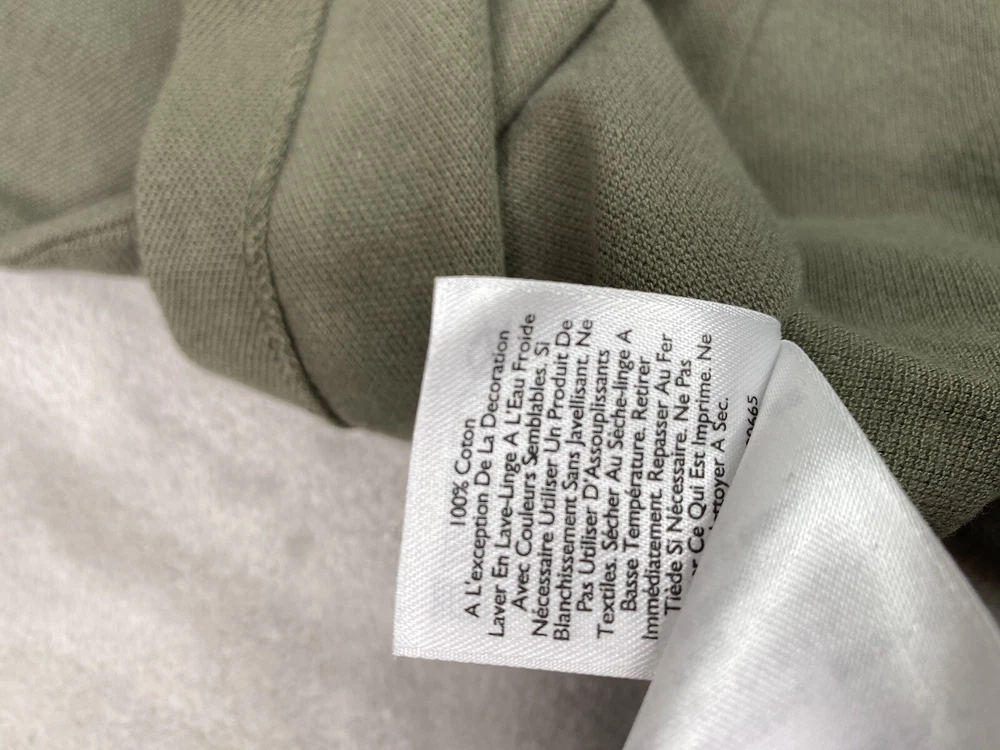 100% Coton
A L'exception De La Decoration
Laver En Lave-Linge A L'Eau Froide
Avec Couleurs Semblables. Si
Nécessaire Utiliser Un Produit De
Blanchissement Sans Javellisant. Ne
Pas Utiliser D'Assouplissants
Textiles. Sécher Au Sèche-linge A
Basse Température. Retirer
Immédiatement. Repasser Au Fer
Tiède Si Nécessaire. Ne Pas
Ce Qui Est Imprime. Ne
A Sec.